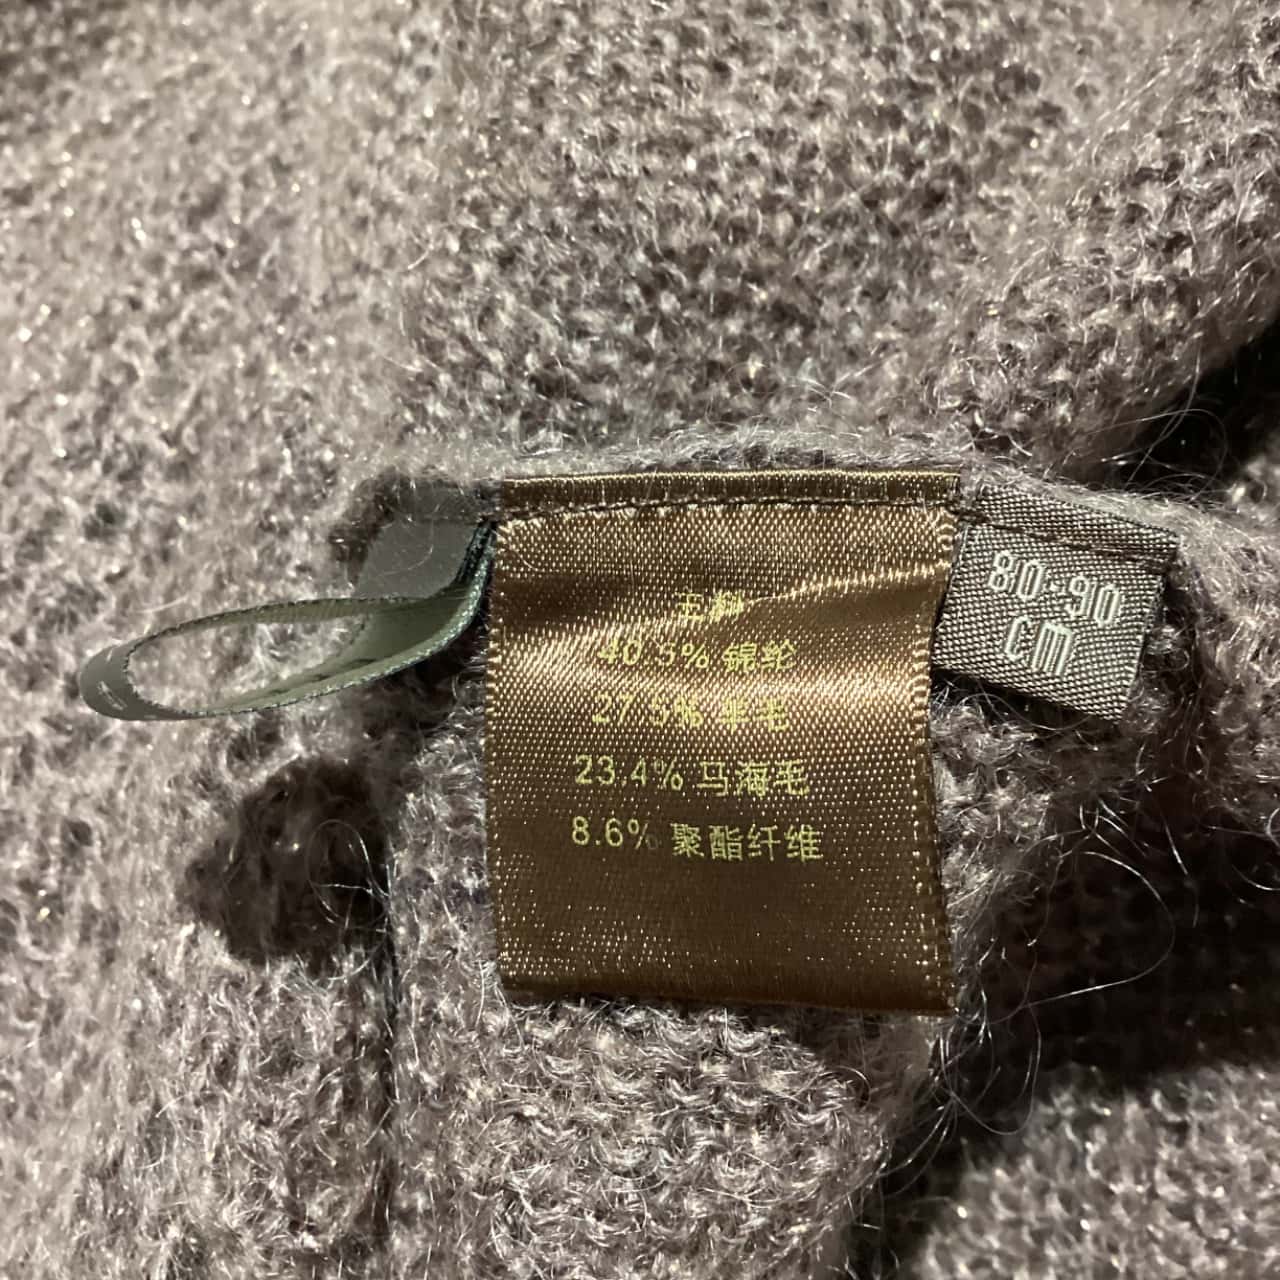 主料
40.5% 锦纶
27.5% 羊毛
23.4% 马海毛
8.6% 聚酯纤维
80-90
CM